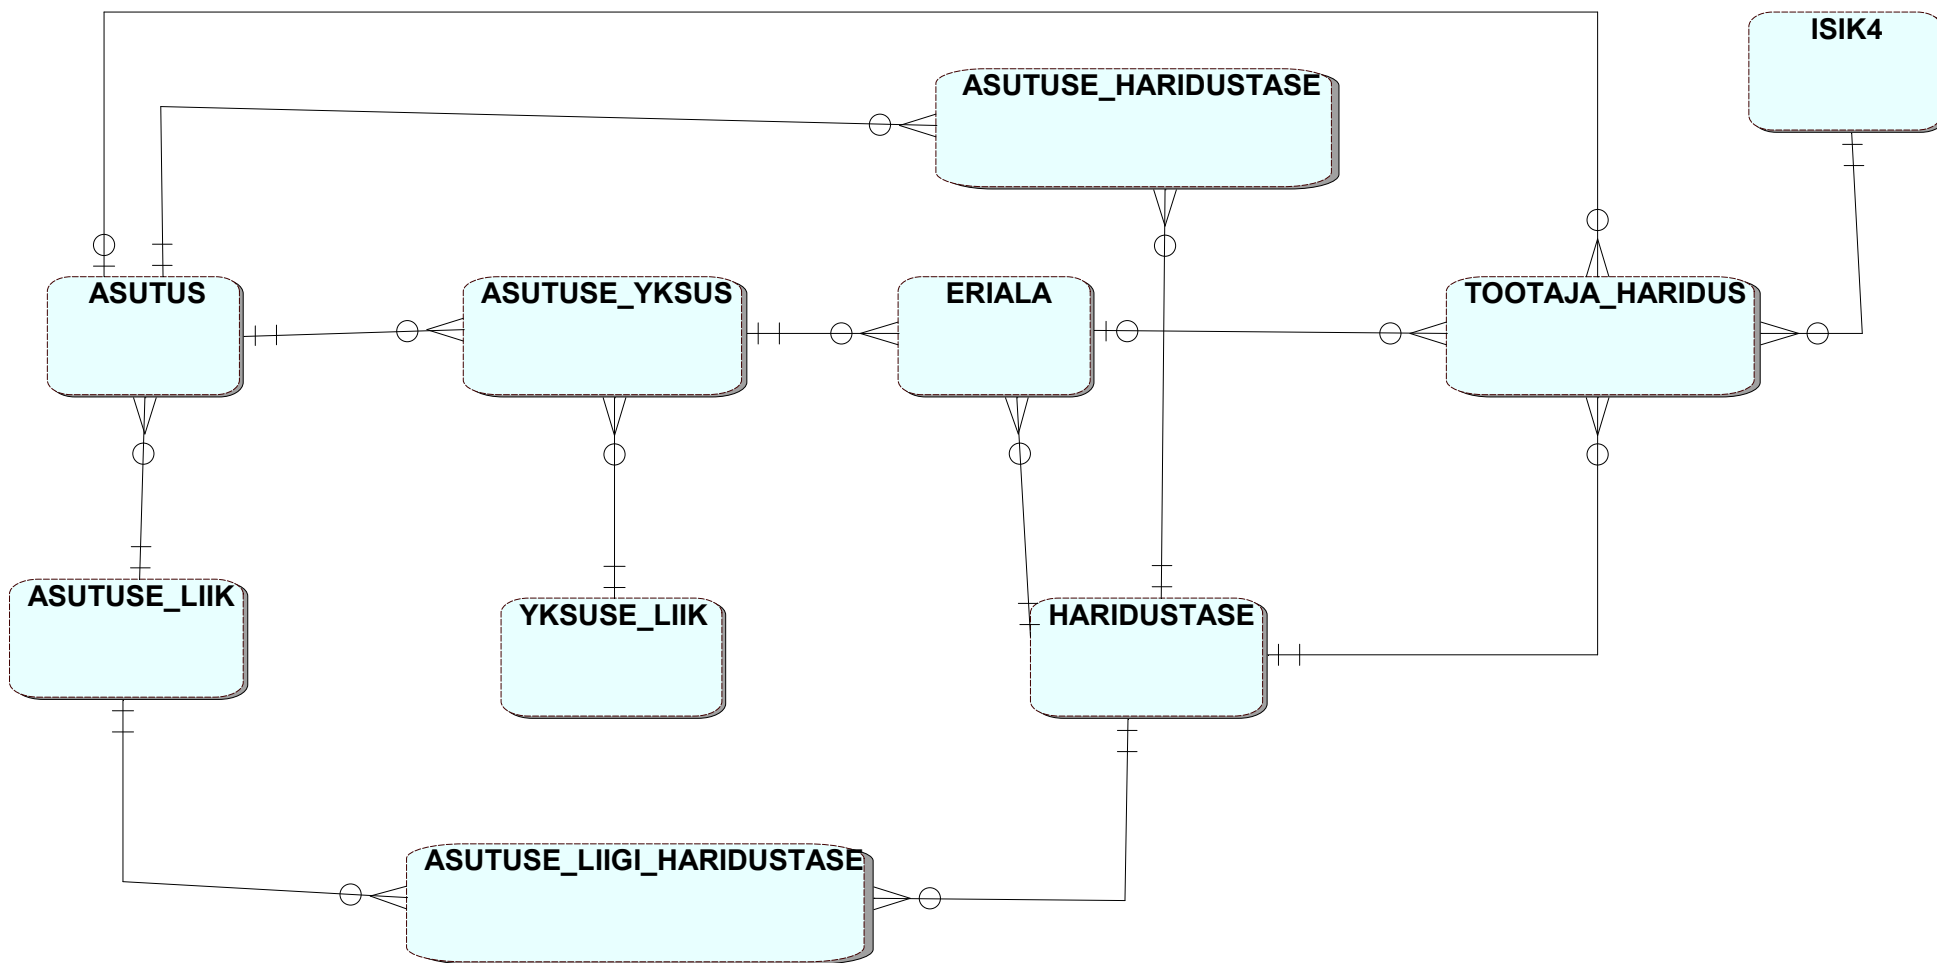 ISIK4
ASUTUSE_HARIDUSTASE
ASUTUS
ASUTUSE_YKSUS
ERIALA
TOOTAJA_HARIDUS
ASUTUSE_LIIK
YKSUSE_LIIK
HARIDUSTASE
ASUTUSE_LIIGI_HARIDUSTASE